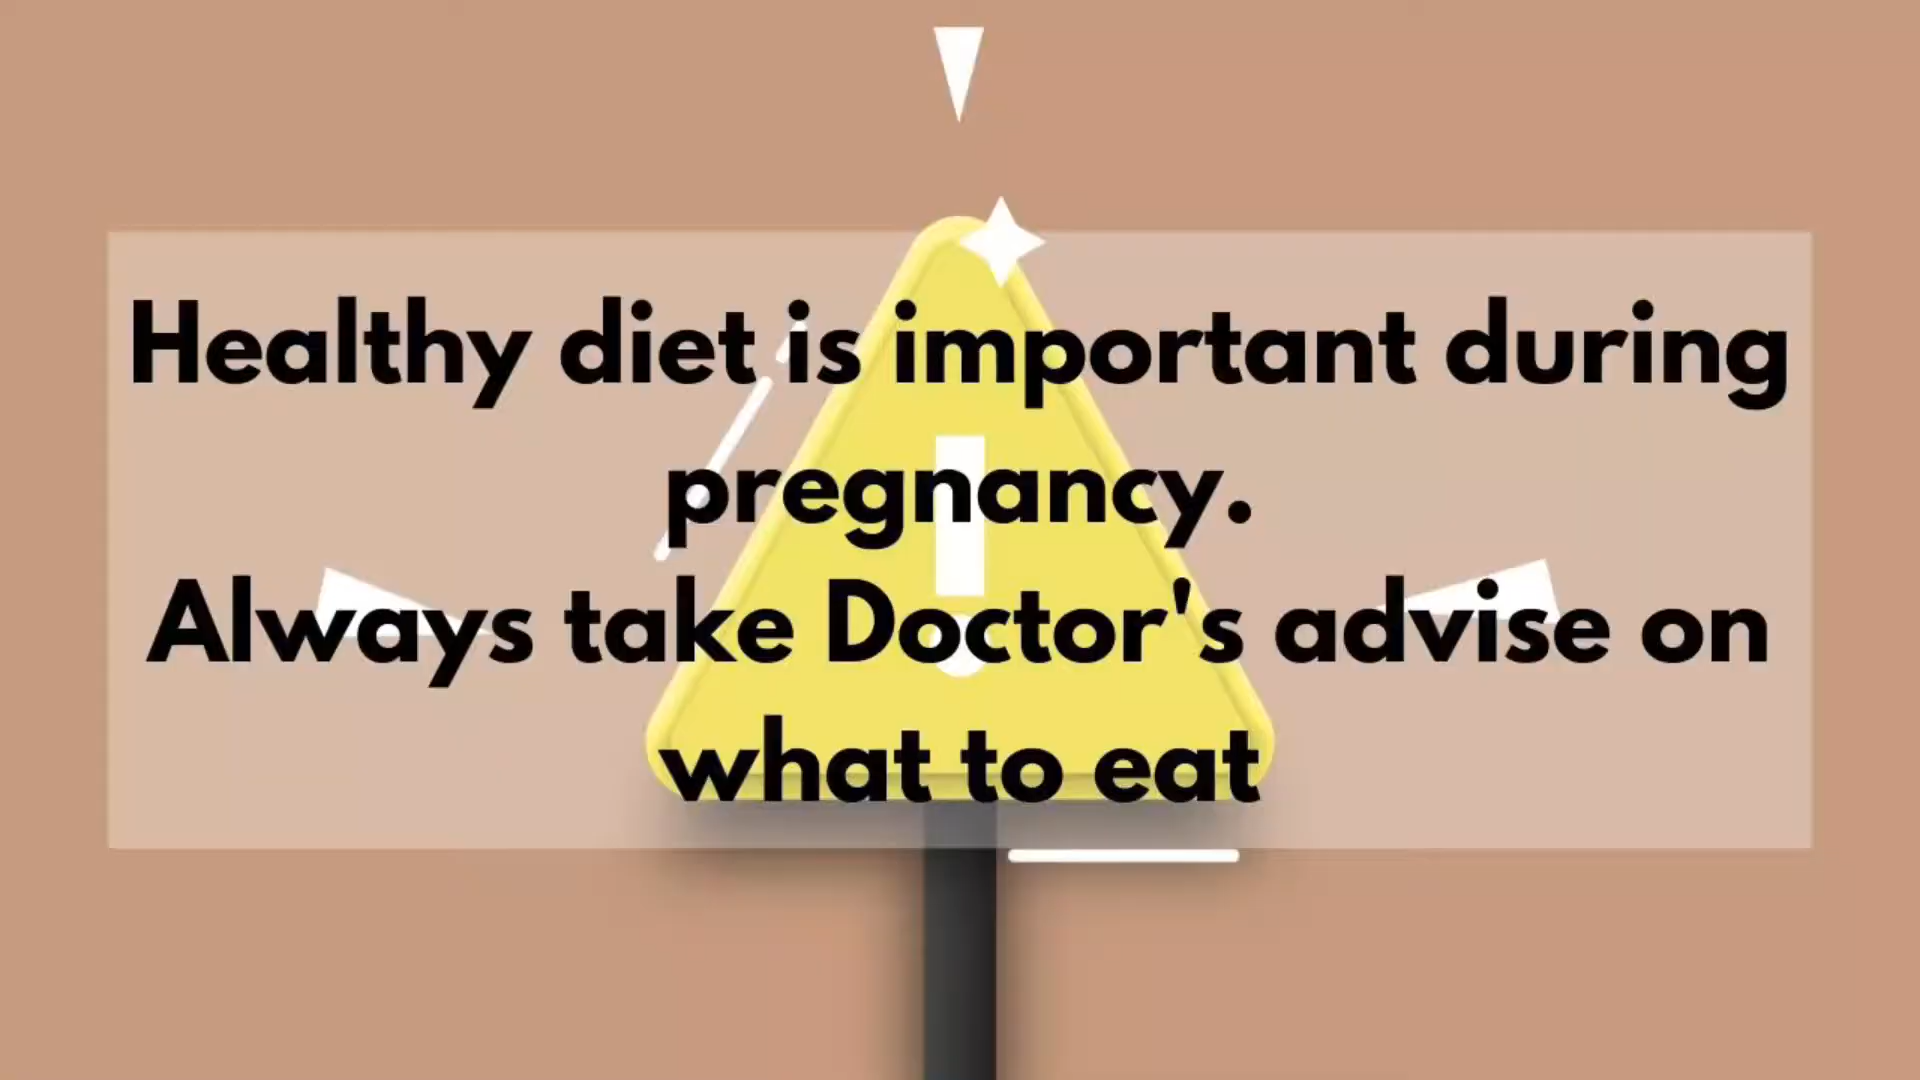 Healthy diet is important during
pregnancy.
Always take Doctor's advise on
what to eat